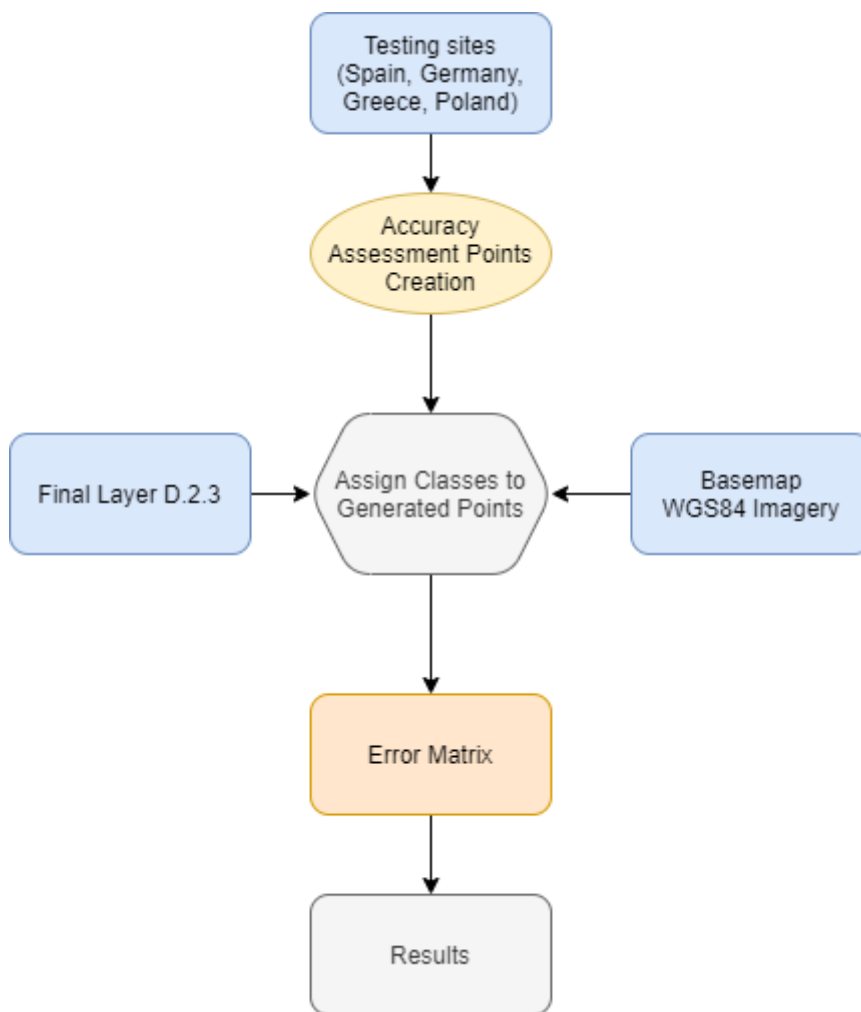 Testing sites
(Spain, Germany,
Greece, Poland)
Accuracy
Assessment Points
Creation
Final Layer D.2.3
Assign Classes to
Generated Points
Basemap
WGS84 Imagery
Error Matrix
Results